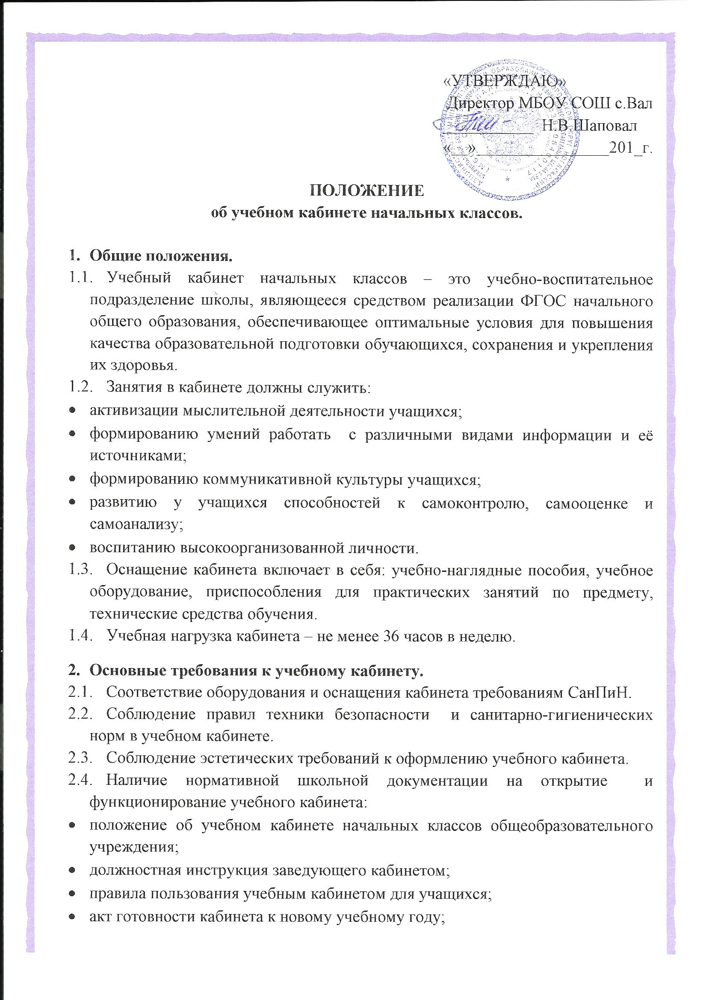 «УТВЕРЖДАЮ»
Директор МБОУ СОШ с.Вал
___________ Н.В.Шаповал
«___»________________201_г.
ПОЛОЖЕНИЕ
об учебном кабинете начальных классов.
1. Общие положения.
1.1. Учебный кабинет начальных классов – это учебно-воспитательное
подразделение школы, являющееся средством реализации ФГОС начального
общего образования, обеспечивающее оптимальные условия для повышения
качества образовательной подготовки обучающихся, сохранения и укрепления
их здоровья.
1.2. Занятия в кабинете должны служить:
• активизации мыслительной деятельности учащихся;
• формированию умений работать с различными видами информации и её
источниками;
• формированию коммуникативной культуры учащихся;
• развитию у учащихся способностей к самоконтролю, самооценке и
самоанализу;
• воспитанию высокоорганизованной личности.
1.3. Оснащение кабинета включает в себя: учебно-наглядные пособия, учебное
оборудование, приспособления для практических занятий по предмету,
технические средства обучения.
1.4. Учебная нагрузка кабинета – не менее 36 часов в неделю.
2. Основные требования к учебному кабинету.
2.1. Соответствие оборудования и оснащения кабинета требованиям СанПиН.
2.2. Соблюдение правил техники безопасности и санитарно-гигиенических
норм в учебном кабинете.
2.3. Соблюдение эстетических требований к оформлению учебного кабинета.
2.4. Наличие нормативной школьной документации на открытие и
функционирование учебного кабинета:
• положение об учебном кабинете начальных классов общеобразовательного
учреждения;
• должностная инструкция заведующего кабинетом;
• правила пользования учебным кабинетом для учащихся;
• акт готовности кабинета к новому учебному году;